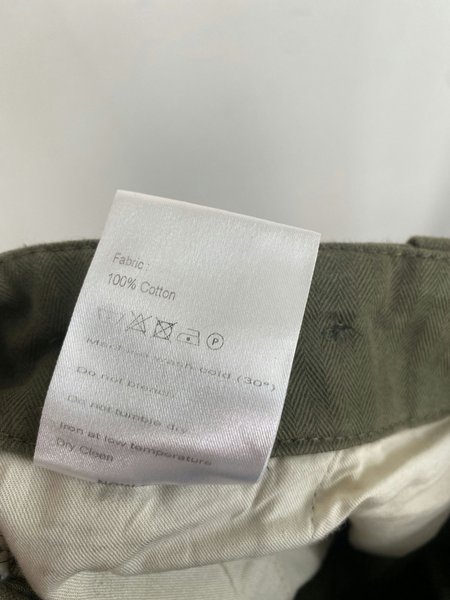 Fabric :
100% Cotton
P
Machine wash cold (30°)
Do not bleach
Do not tumble dry
Iron at low temperature
Dry Clean